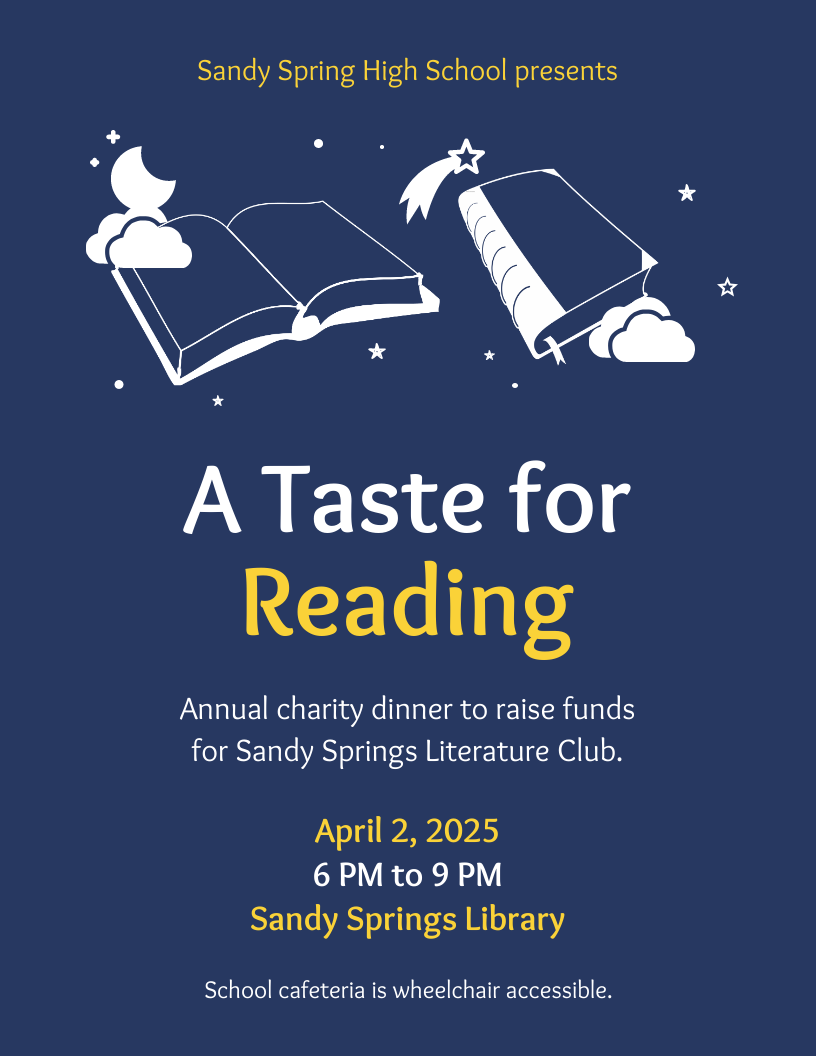 Sandy Spring High School presents
A Taste for
Reading
Annual charity dinner to raise funds
for Sandy Springs Literature Club.
April 2, 2025
6 PM to 9 PM
Sandy Springs Library
School cafeteria is wheelchair accessible.